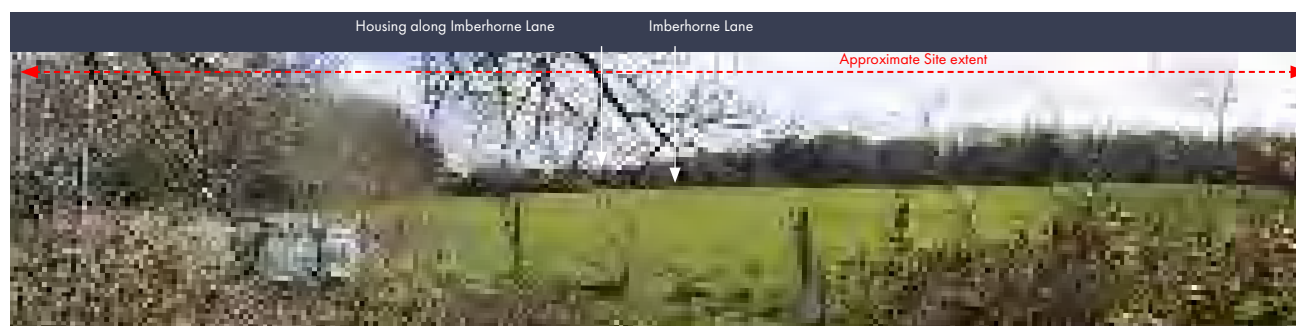 Housing along Imberhorne Lane
Imberhorne Lane
Approximate Site extent